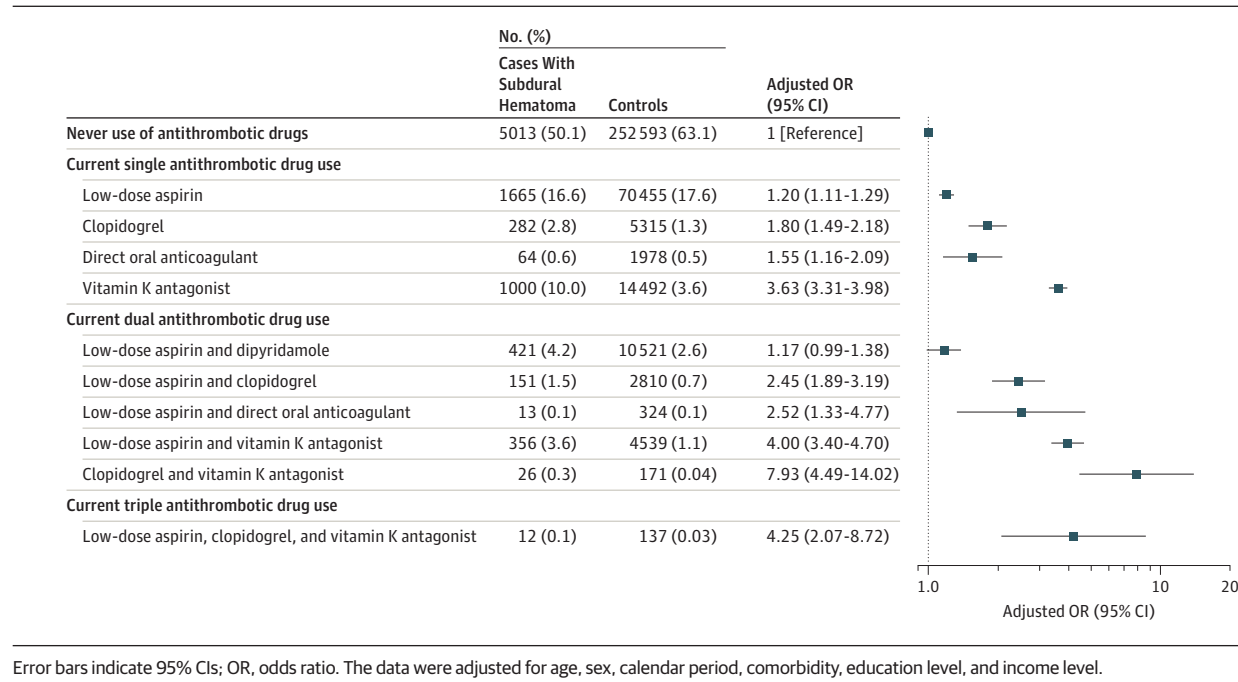 No. (%)
Cases With
Subdural
Hematoma Controls Adjusted OR
(95% CI)
Never use of antithrombotic drugs 5013 (50.1) 252 593 (63.1) 1 [Reference]
Current single antithrombotic drug use
Low-dose aspirin 1665 (16.6) 70 455 (17.6) 1.20 (1.11-1.29)
Clopidogrel 282 (2.8) 5315 (1.3) 1.80 (1.49-2.18)
Direct oral anticoagulant 64 (0.6) 1978 (0.5) 1.55 (1.16-2.09)
Vitamin K antagonist 1000 (10.0) 14 492 (3.6) 3.63 (3.31-3.98)
Current dual antithrombotic drug use
Low-dose aspirin and dipyridamole 421 (4.2) 10 521 (2.6) 1.17 (0.99-1.38)
Low-dose aspirin and clopidogrel 151 (1.5) 2810 (0.7) 2.45 (1.89-3.19)
Low-dose aspirin and direct oral anticoagulant 13 (0.1) 324 (0.1) 2.52 (1.33-4.77)
Low-dose aspirin and vitamin K antagonist 356 (3.6) 4539 (1.1) 4.00 (3.40-4.70)
Clopidogrel and vitamin K antagonist 26 (0.3) 171 (0.04) 7.93 (4.49-14.02)
Current triple antithrombotic drug use
Low-dose aspirin, clopidogrel, and vitamin K antagonist 12 (0.1) 137 (0.03) 4.25 (2.07-8.72)
1.0 10 20
Adjusted OR (95% CI)
Error bars indicate 95% CIs; OR, odds ratio. The data were adjusted for age, sex, calendar period, comorbidity, education level, and income level.